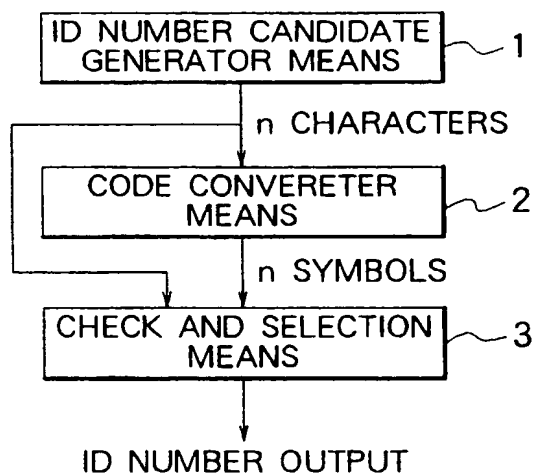 ID NUMBER CANDIDATE
GENERATOR MEANS
1
n CHARACTERS
CODE CONVERETER
MEANS
2
n SYMBOLS
CHECK AND SELECTION
MEANS
3
ID NUMBER OUTPUT